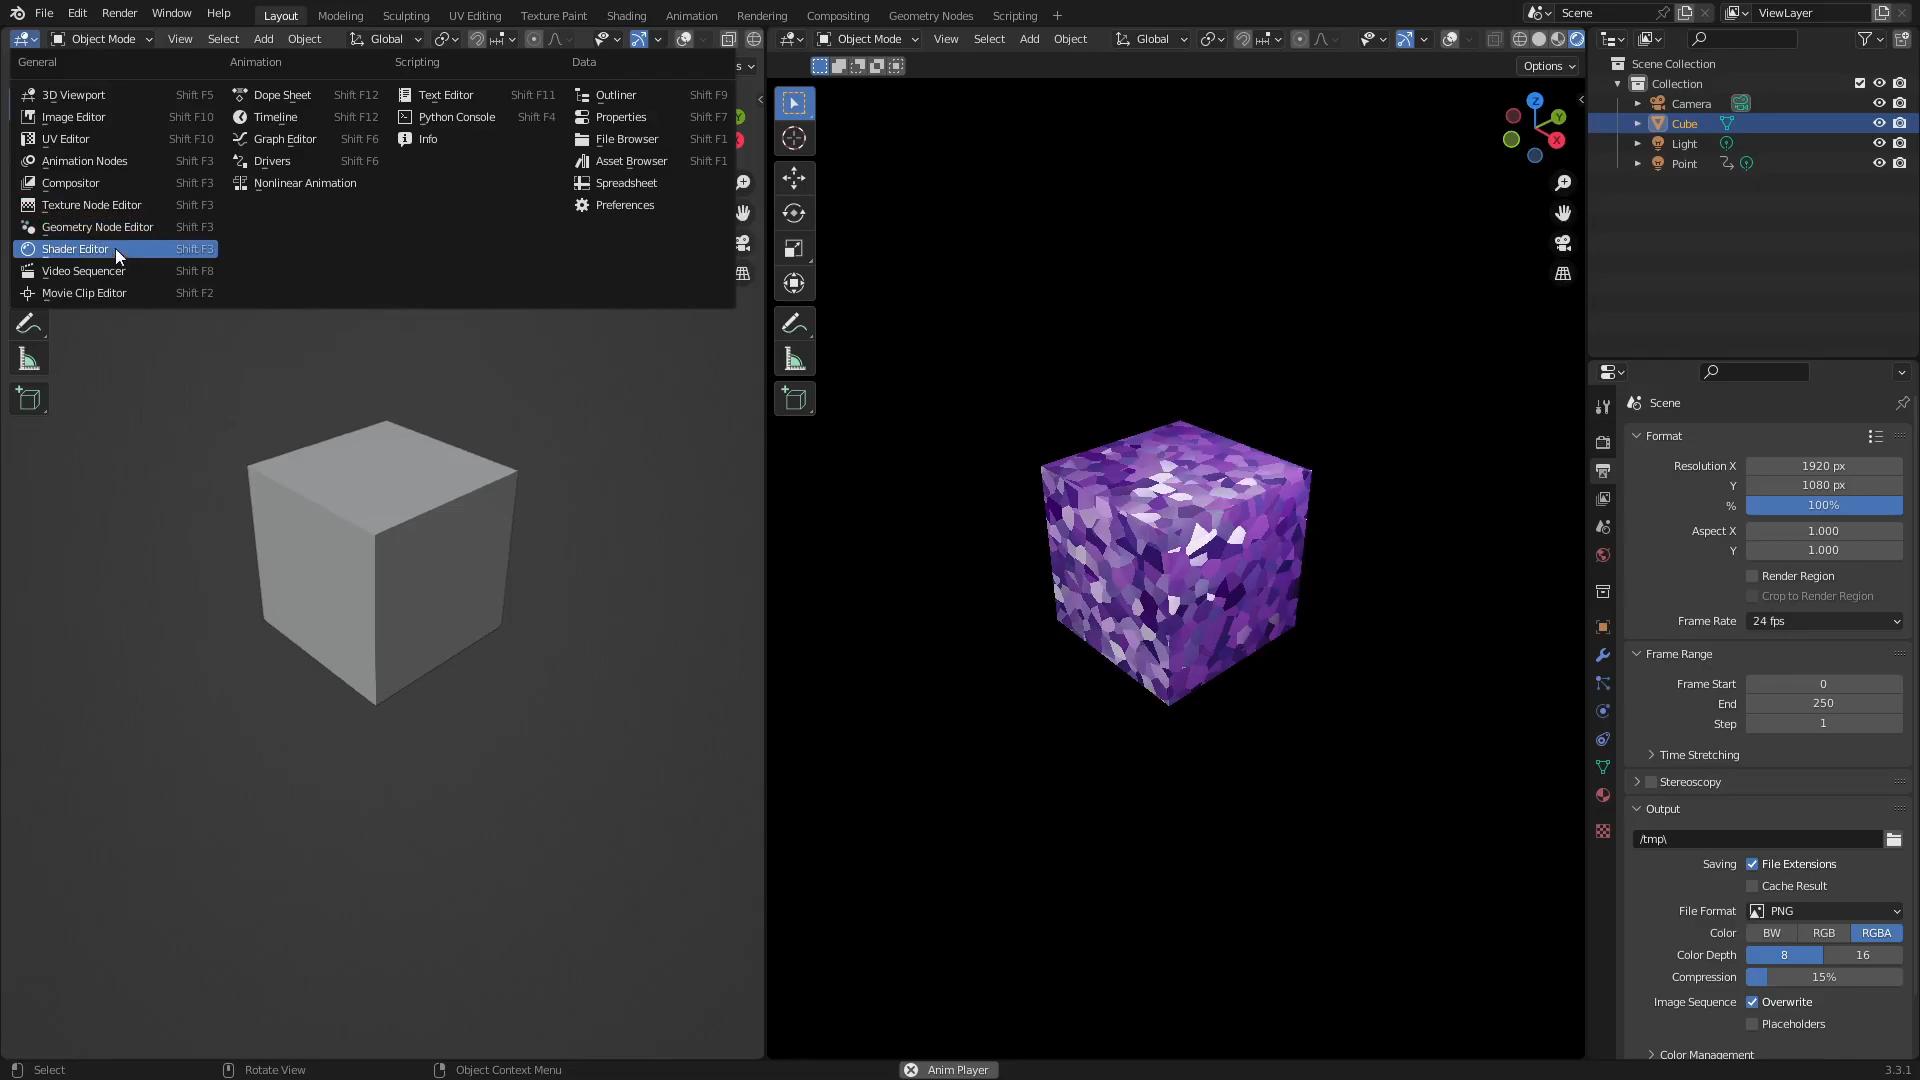 File Edit Render Window Help Layout Modeling Sculpting UV Editing Texture Paint Shading Animation Rendering Compositing Geometry Nodes Scripting + Scene ViewLayer
Object Mode View Select Add Object Global
Object Mode View Select Add Object Global
Options
General Animation Scripting Data
3D Viewport Shift F5 Dope Sheet Shift F12 Text Editor Shift F11 Outliner Shift F9
Image Editor Shift F10 Timeline Shift F12 Python Console Shift F4 Properties Shift F7
UV Editor Shift F10 Graph Editor Shift F6 Info File Browser Shift F1
Animation Nodes Shift F3 Drivers Shift F6 Asset Browser Shift F1
Compositor Shift F3 Nonlinear Animation Spreadsheet
Texture Node Editor Shift F3 Preferences
Geometry Node Editor Shift F3
Shader Editor Shift F3
Video Sequencer Shift F8
Movie Clip Editor Shift F2
Z Y X
Scene Collection
Collection
Camera
Cube
Light
Point
Scene
Format
Resolution X 1920 px
Y 1080 px
% 100%
Aspect X 1.000
Y 1.000
Render Region
Crop to Render Region
Frame Rate 24 fps
Frame Range
Frame Start 0
End 250
Step 1
Time Stretching
Stereoscopy
Output
/tmp\
Saving File Extensions
Cache Result
File Format PNG
Color BW RGB RGBA
Color Depth 8 16
Compression 15%
Image Sequence Overwrite
Placeholders
Color Management
Select Rotate View Object Context Menu Anim Player 3.3.1